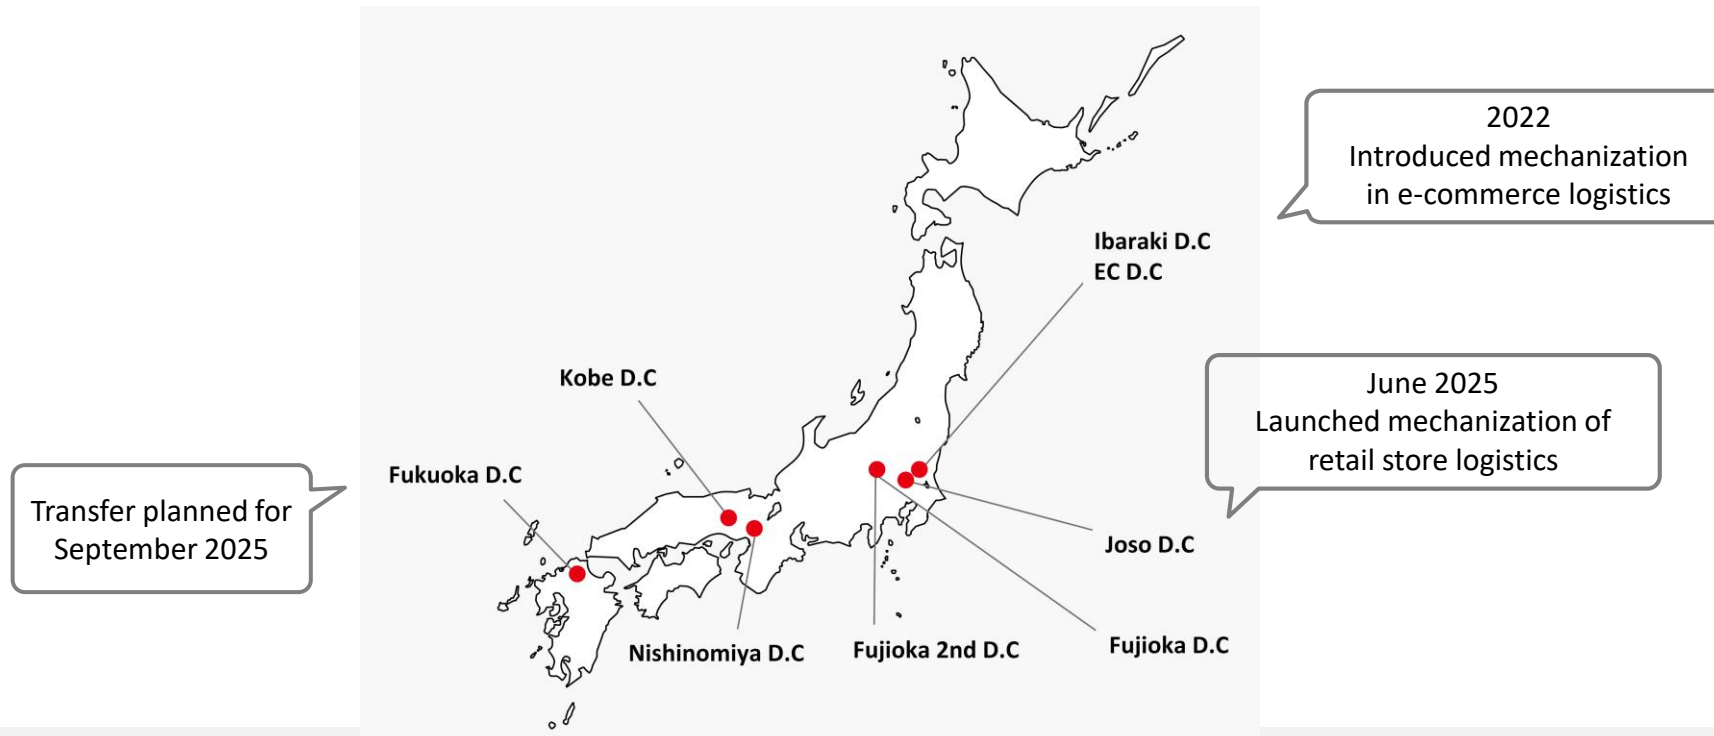 2022
Introduced mechanization
in e-commerce logistics
Ibaraki D.C
EC D.C
Kobe D.C
June 2025
Launched mechanization of
retail store logistics
Fukuoka D.C
Transfer planned for
September 2025
Joso D.C
Nishinomiya D.C
Fujioka 2nd D.C
Fujioka D.C